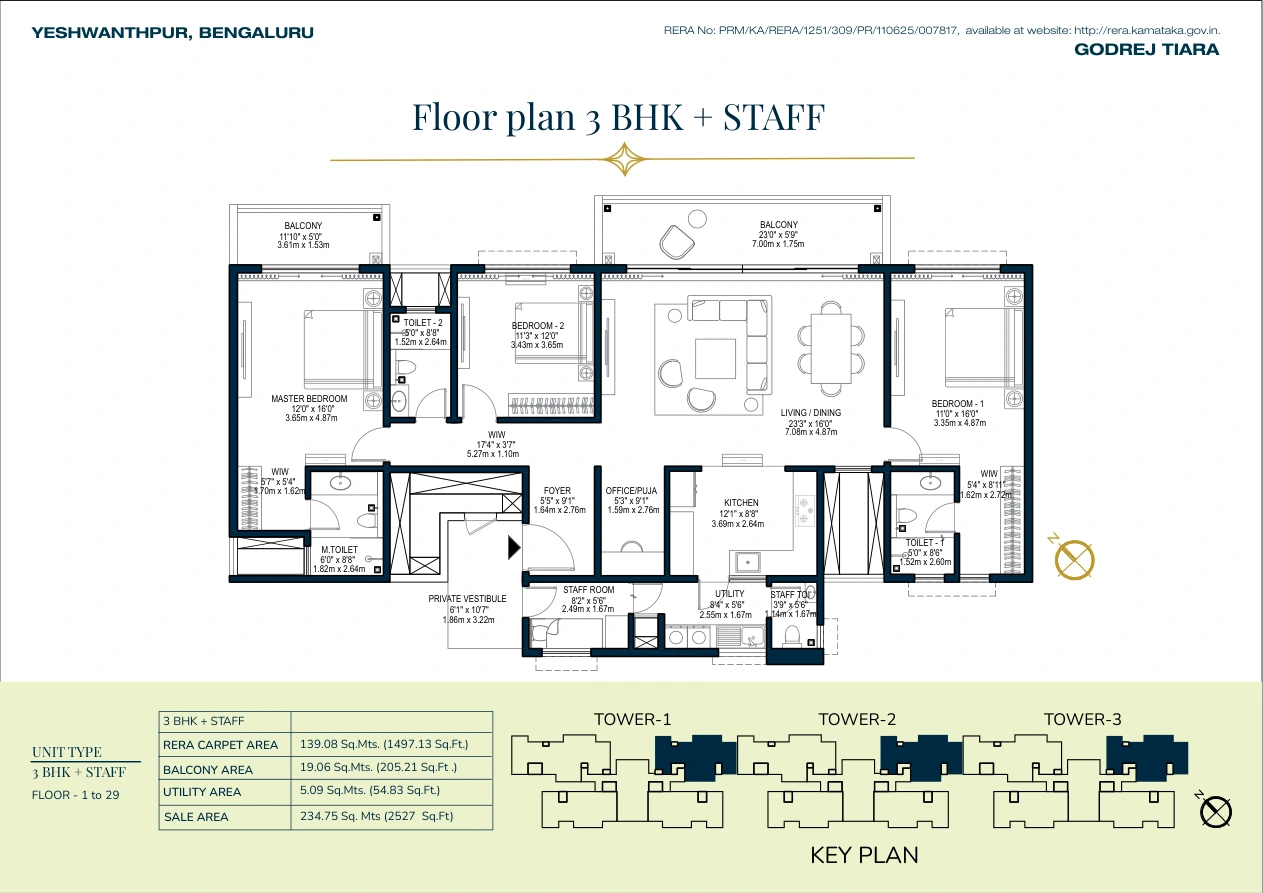 YESHWANTHPUR, BENGALURU
RERA No: PRM/KA/RERA/1251/309/PR/110625/007817, available at website: http://rera.karnataka.gov.in.
GODREJ TIARA
Floor plan 3 BHK + STAFF
BALCONY
11'10" x 5'0"
3.61m x 1.53m
BALCONY
23'0" x 5'9"
7.00m x 1.75m
TOILET - 2
5'0" x 8'8"
1.52m x 2.64m
BEDROOM - 2
11'3" x 12'0"
3.43m x 3.65m
MASTER BEDROOM
12'0" x 16'0"
3.65m x 4.87m
LIVING / DINING
23'3" x 16'0"
7.08m x 4.87m
BEDROOM - 1
11'0" x 16'0"
3.35m x 4.87m
WIW
17'4" x 3'7"
5.27m x 1.10m
WIW
5'7" x 5'4"
1.70m x 1.62m
FOYER
5'5" x 9'1"
1.64m x 2.76m
OFFICE/PUJA
5'3" x 9'1"
1.59m x 2.76m
KITCHEN
12'1" x 8'8"
3.69m x 2.64m
WIW
5'4" x 8'11"
1.62m x 2.72m
M.TOILET
6'0" x 8'8"
1.82m x 2.64m
TOILET - 1
5'0" x 8'6"
1.52m x 2.60m
N
PRIVATE VESTIBULE
6'1" x 10'7"
1.86m x 3.22m
STAFF ROOM
8'2" x 5'6"
2.49m x 1.67m
UTILITY
8'4" x 5'6"
2.55m x 1.67m
STAFF TOI
3'9" x 5'6"
1.14m x 1.67m
UNIT TYPE
3 BHK + STAFF
FLOOR - 1 to 29
3 BHK + STAFF
RERA CARPET AREA 139.08 Sq.Mts. (1497.13 Sq.Ft.)
BALCONY AREA 19.06 Sq.Mts. (205.21 Sq.Ft .)
UTILITY AREA 5.09 Sq.Mts. (54.83 Sq.Ft.)
SALE AREA 234.75 Sq. Mts (2527 Sq.Ft)
TOWER-1
TOWER-2
TOWER-3
N
KEY PLAN